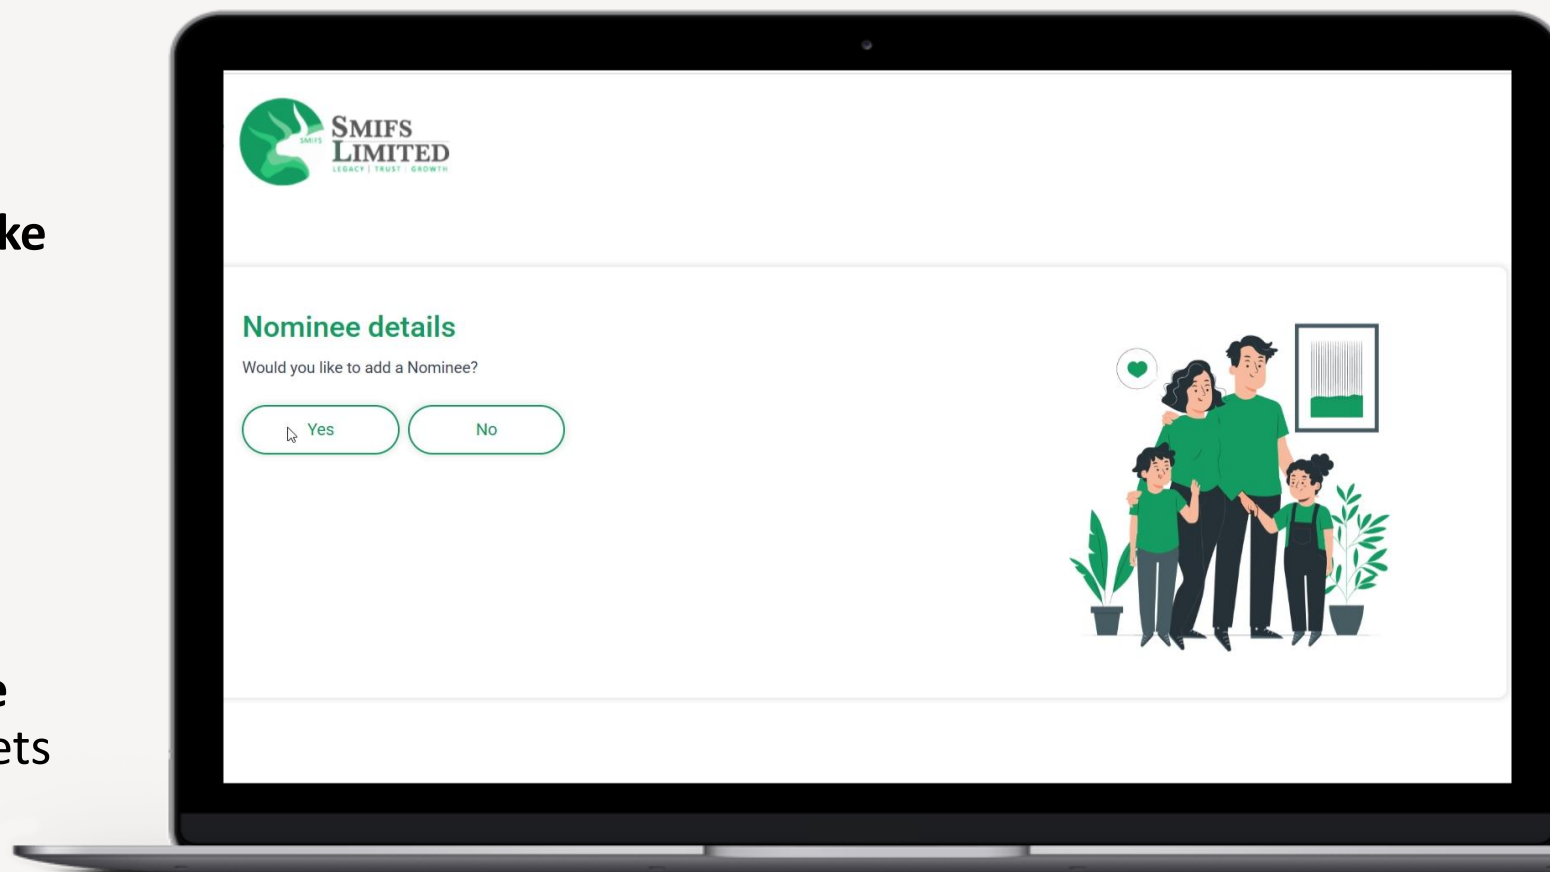 ke
e
ets
SMIFS
SMIFS
LIMITED
LEGACY | TRUST | GROWTH
Nominee details
Would you like to add a Nominee?
Yes
No